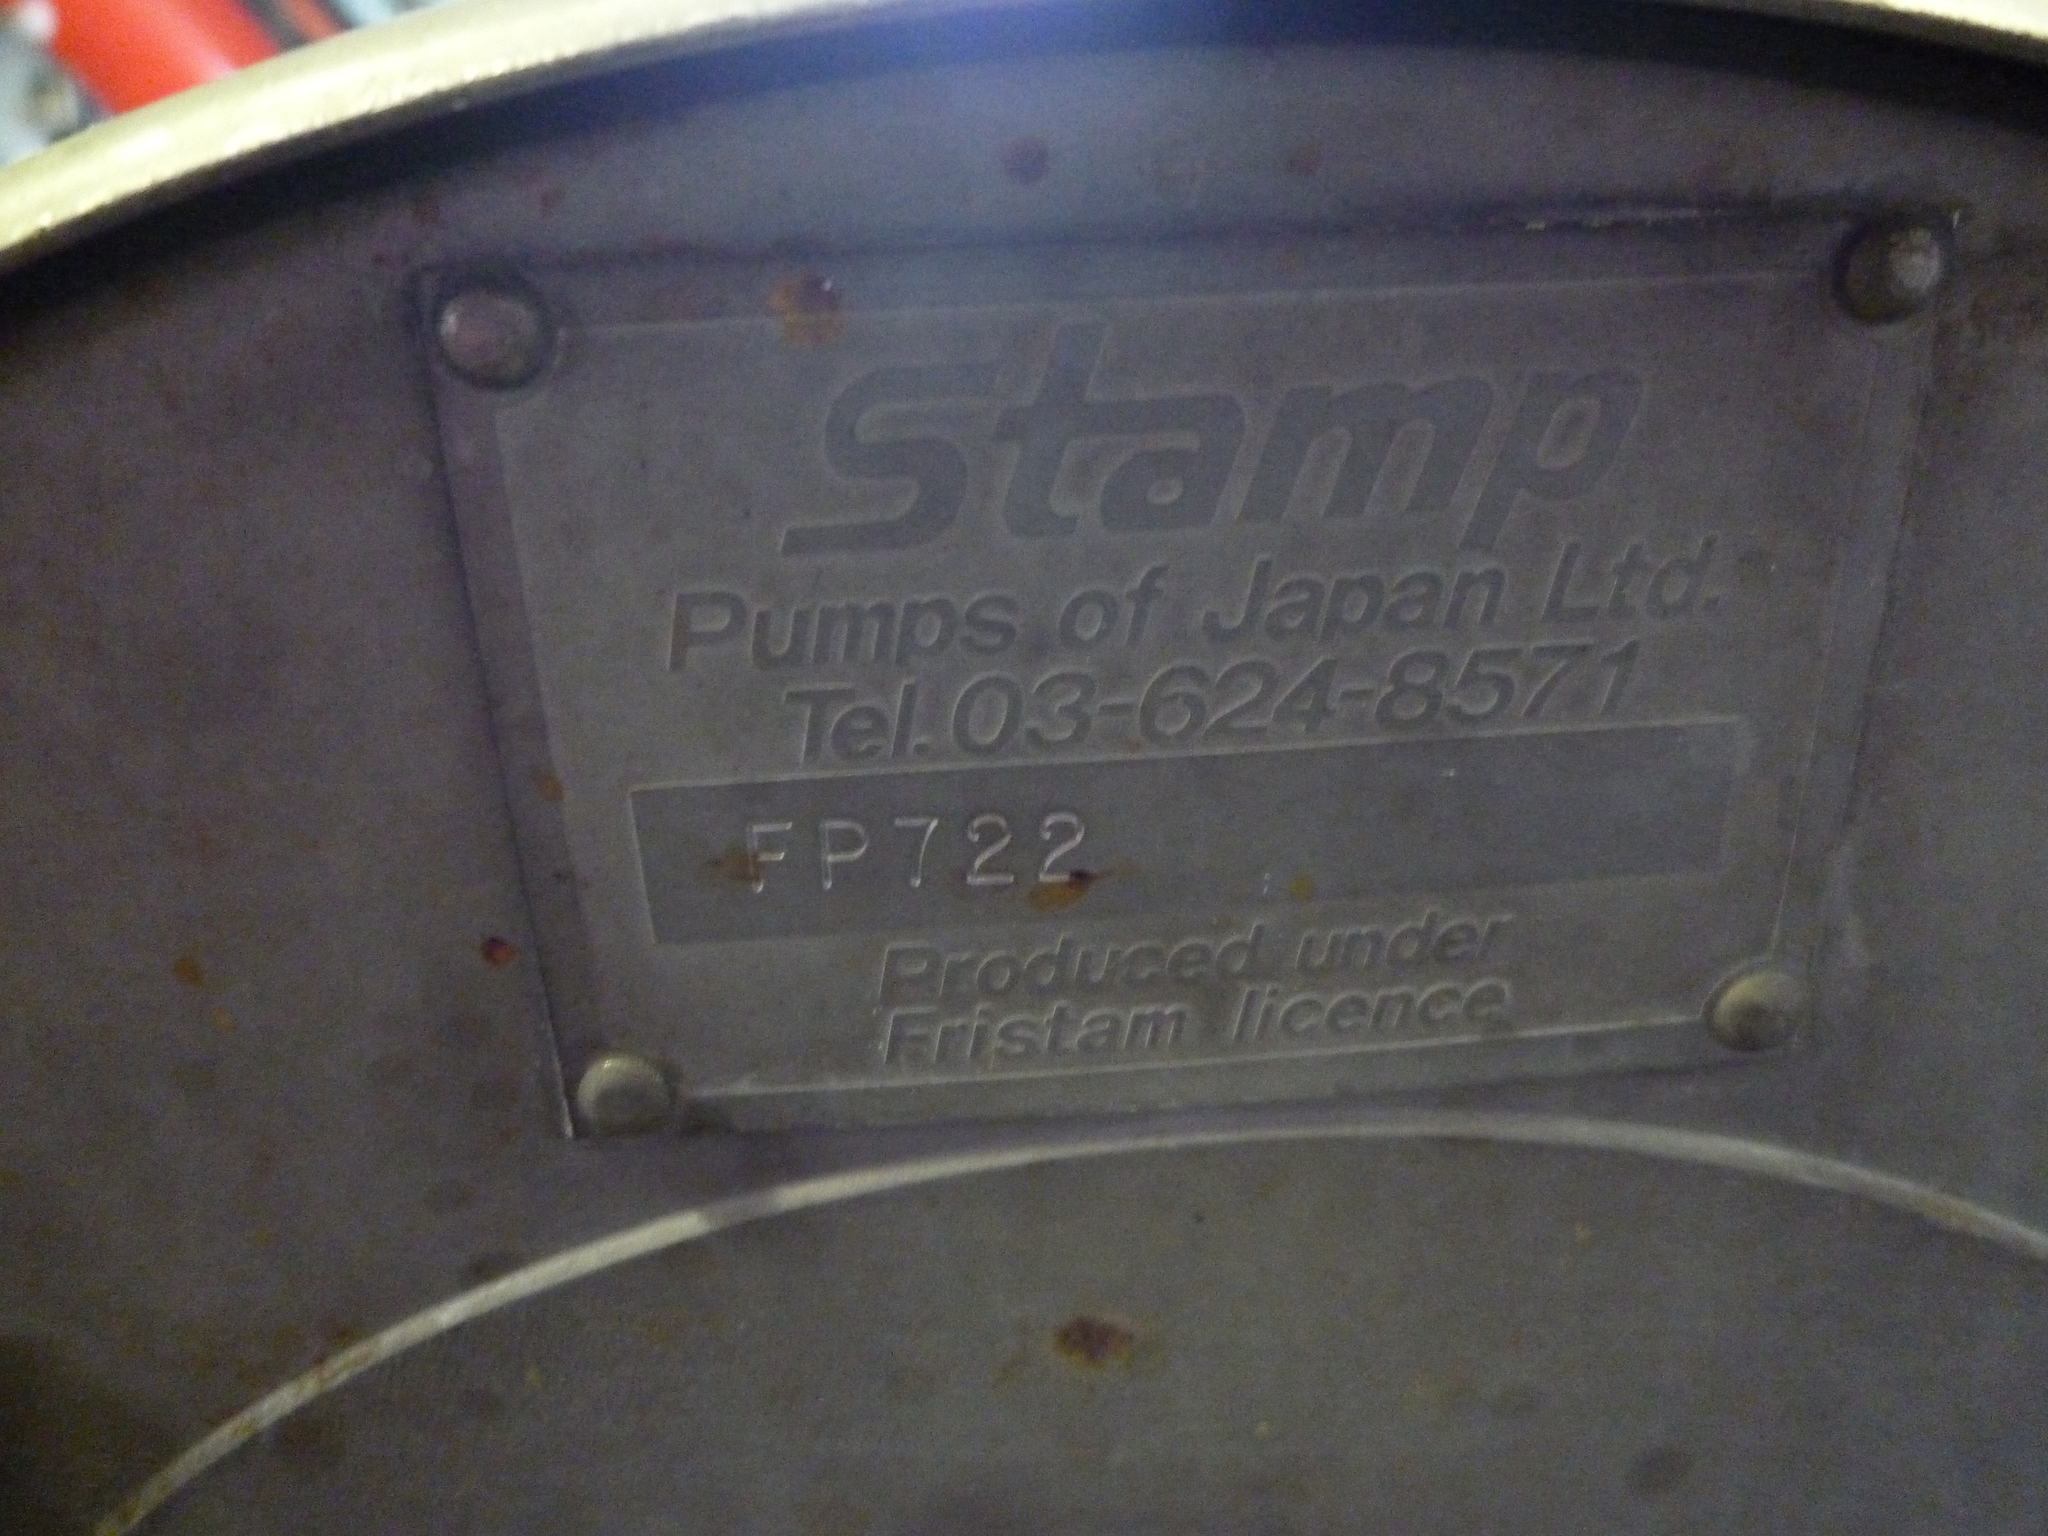 Stamp
Pumps of Japan Ltd.
Tel. 03-624-8571
FP722
Produced under
Fristam licence